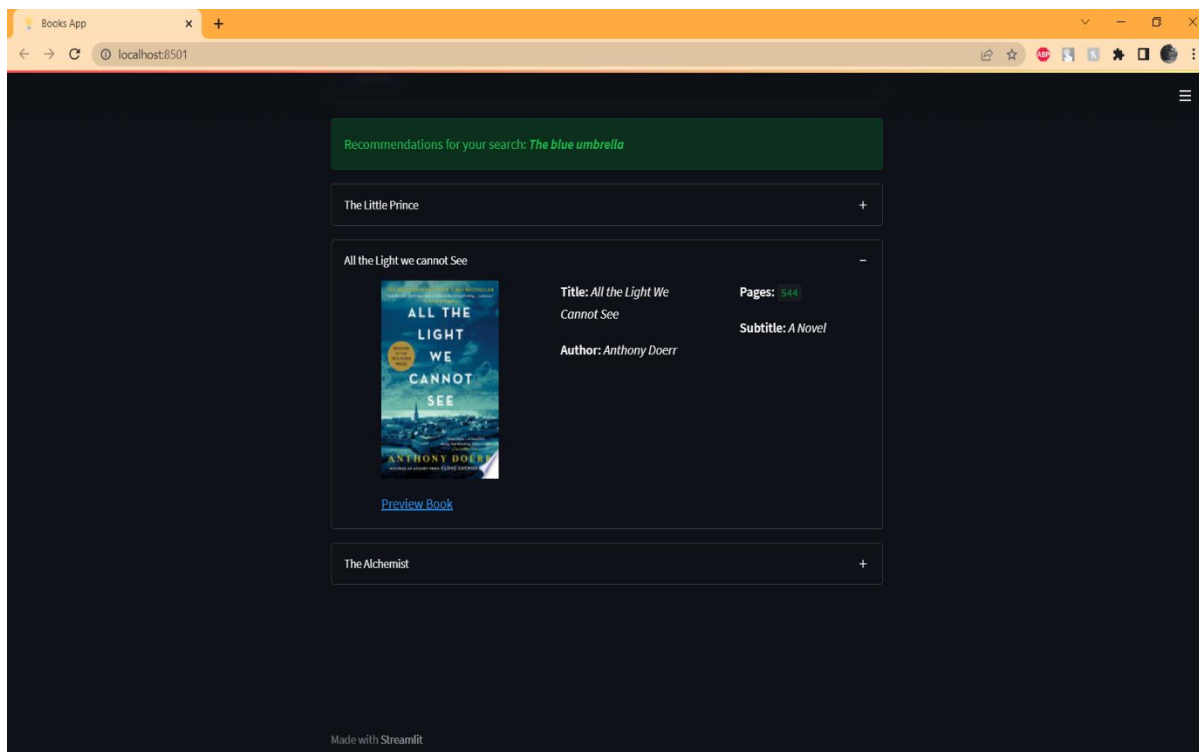 Books App
localhost:8501
ABP
Recommendations for your search: The blue umbrella
The Little Prince
+
All the Light we cannot See
−
ALL THE
LIGHT
WE
CANNOT
SEE
ANTHONY DOERR
Preview Book
Title: All the Light We
Cannot See
Author: Anthony Doerr
Pages: 544
Subtitle: A Novel
The Alchemist
+
Made with Streamlit